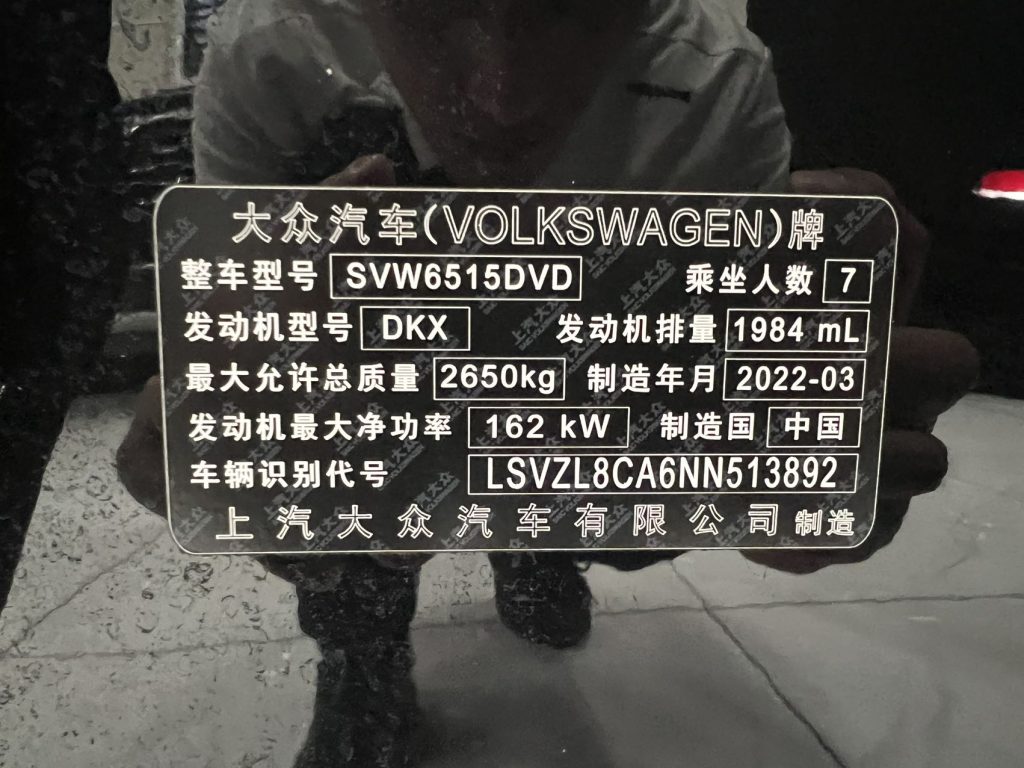 大众汽车(VOLKSWAGEN)牌
整车型号 SVW6515DVD 乘坐人数 7
发动机型号 DKX 发动机排量 1984 mL
最大允许总质量 2650kg 制造年月 2022-03
发动机最大净功率 162 kW 制造国 中国
车辆识别代号 LSVZL8CA6NN513892
上汽大众汽车有限公司 制造